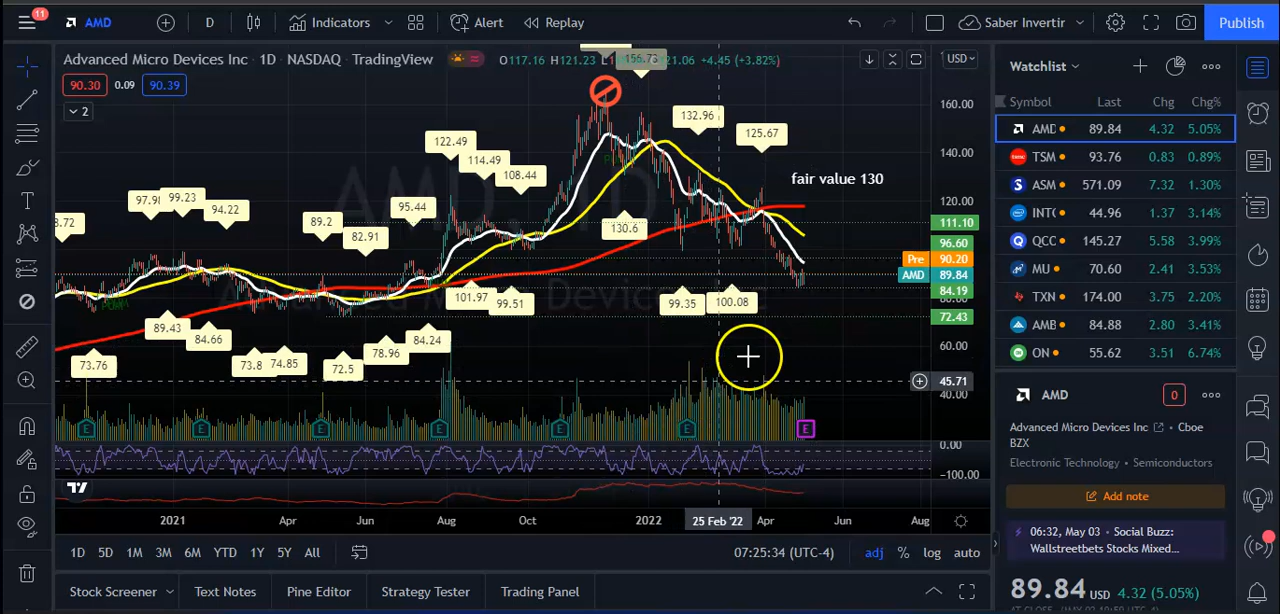 11
AMD
D
Indicators
Alert
Replay
Saber Invertir
Publish
Advanced Micro Devices Inc · 1D · NASDAQ · TradingView
O117.16 H121.23
121.06 +4.45 (+3.82%)
USD
90.30
0.09
90.39
2
160.00
140.00
120.00
111.10
96.60
Pre 90.20
AMD 89.84
84.19
72.43
60.00
45.71
40.00
0.00
−100.00
97.98
99.23
94.22
89.2
82.91
95.44
122.49
114.49
108.44
132.96
125.67
fair value 130
130.6
101.97
99.51
99.35
100.08
89.43
84.66
73.76
73.8
74.85
72.5
78.96
84.24
E
E
E
E
E
E
E
2021
Apr
Jun
Aug
Oct
2022
25 Feb '22
Apr
Jun
Aug
1D
5D
1M
3M
6M
YTD
1Y
5Y
All
07:25:34 (UTC-4)
adj
%
log
auto
Stock Screener
Text Notes
Pine Editor
Strategy Tester
Trading Panel
Watchlist
Symbol Last Chg Chg%
AMD 89.84 4.32 5.05%
TSM 93.76 0.83 0.89%
ASM 571.09 7.32 1.30%
INTC 44.96 1.37 3.14%
QCC 145.27 5.58 3.99%
MU 70.60 2.41 3.53%
TXN 174.00 3.75 2.20%
AMB 84.88 2.80 3.41%
ON 55.62 3.51 6.74%
AMD
0
Advanced Micro Devices Inc · Cboe
BZX
Electronic Technology · Semiconductors
Add note
06:32, May 03 · Social Buzz:
Wallstreetbets Stocks Mixed...
89.84 USD 4.32 (5.05%)